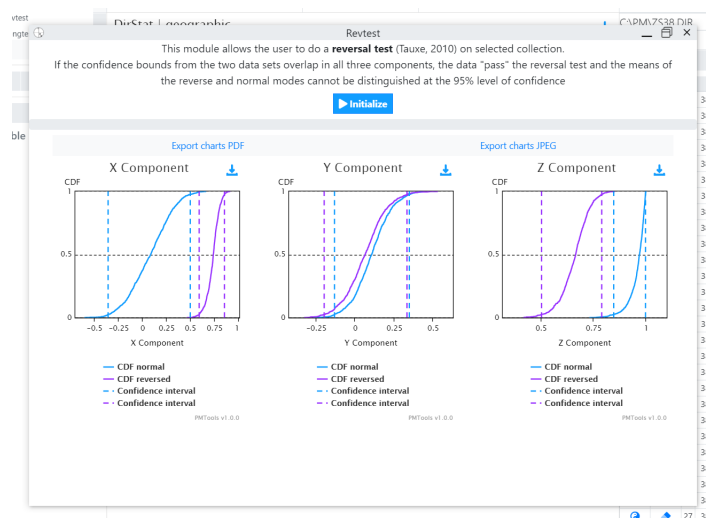 vtest
DirStat | geographic
C:\PM\ZS38 DIR
ngte
Revtest
This module allows the user to do a reversal test (Tauxe, 2010) on selected collection.
If the confidence bounds from the two data sets overlap in all three components, the data "pass" the reversal test and the means of
the reverse and normal modes cannot be distinguished at the 95% level of confidence
Initialize
ble
Export charts PDF
Export charts JPEG
X Component
Y Component
Z Component
CDF
CDF
CDF
1
1
1
0.5
0.5
0.5
0
0
0
−0.5 −0.25 0 0.25 0.5 0.75 1
−0.25 0 0.25 0.5
0.5 0.75 1
X Component
Y Component
Z Component
CDF normal
CDF reversed
Confidence interval
Confidence interval
PMTools v1.0.0
CDF normal
CDF reversed
Confidence interval
Confidence interval
PMTools v1.0.0
CDF normal
CDF reversed
Confidence interval
Confidence interval
PMTools v1.0.0
27